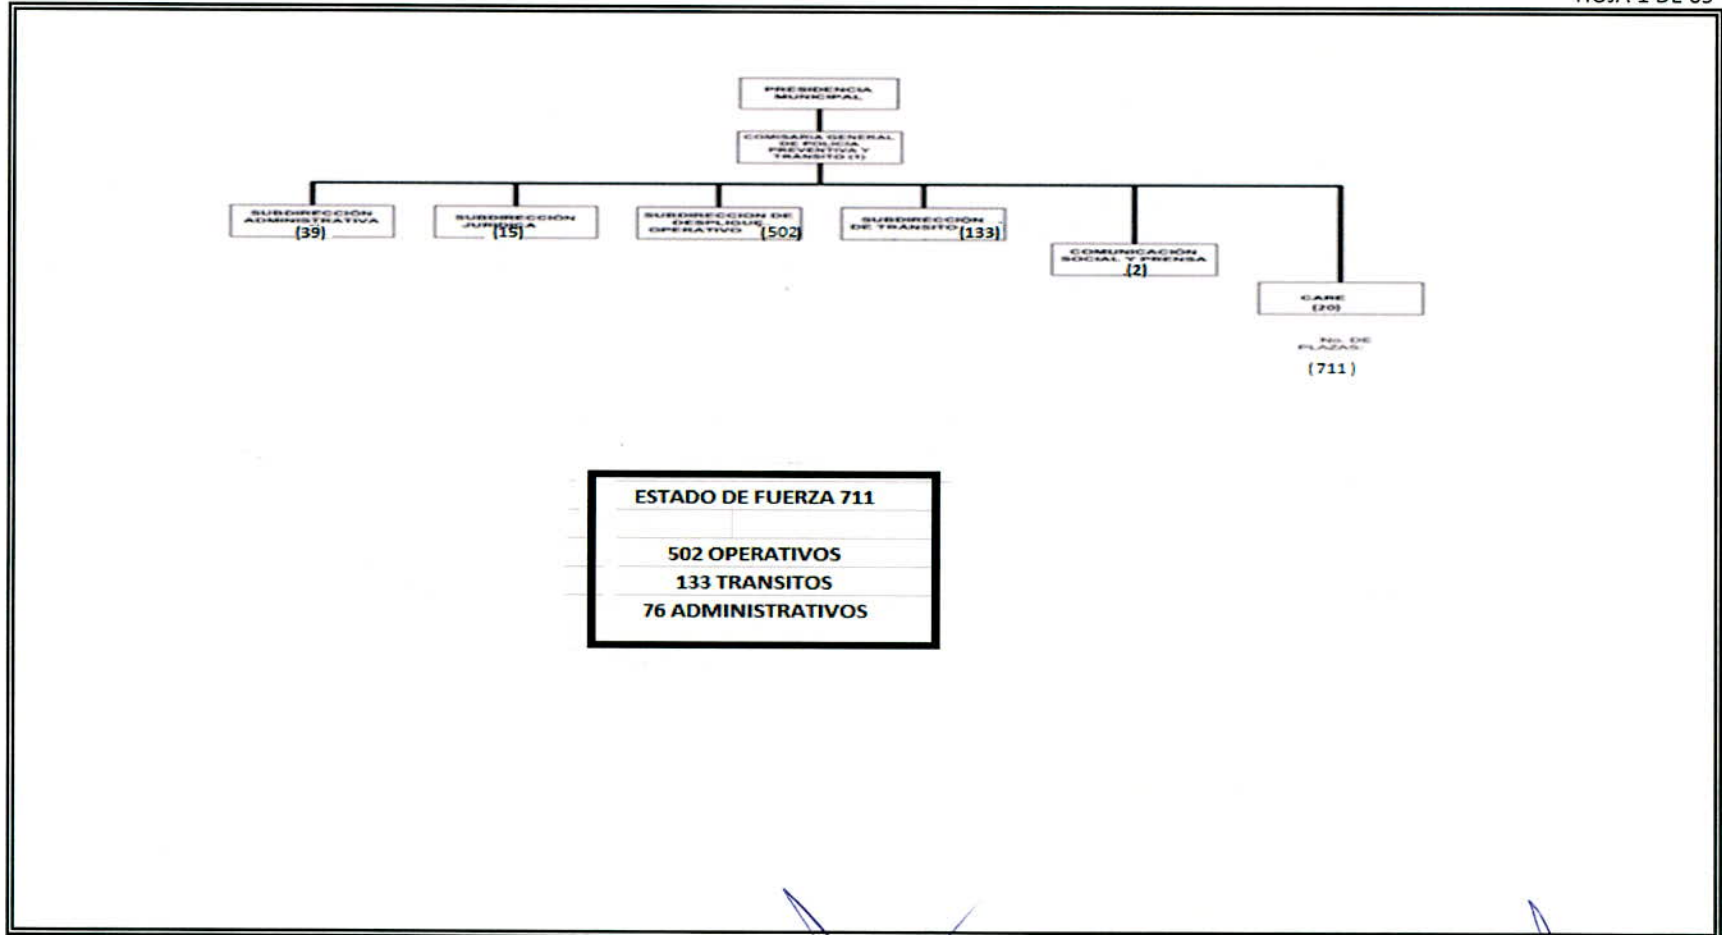 PRESIDENCIA
MUNICIPAL
COMISARIA GENERAL
DE POLICIA
PREVENTIVA Y
TRANSITO (1)
SUBDIRECCIÓN
ADMINISTRATIVA
(39)
SUBDIRECCIÓN
JURIDICA
(15)
SUBDIRECCION DE
DESPLIGUE
OPERATIVO (502)
SUBDIRECCIÓN
DE TRÁNSITO (133)
COMUNICACIÓN
SOCIAL Y PRENSA
(2)
CARE
(20)
No. DE
PLAZAS:
(711)
ESTADO DE FUERZA 711
502 OPERATIVOS
133 TRANSITOS
76 ADMINISTRATIVOS